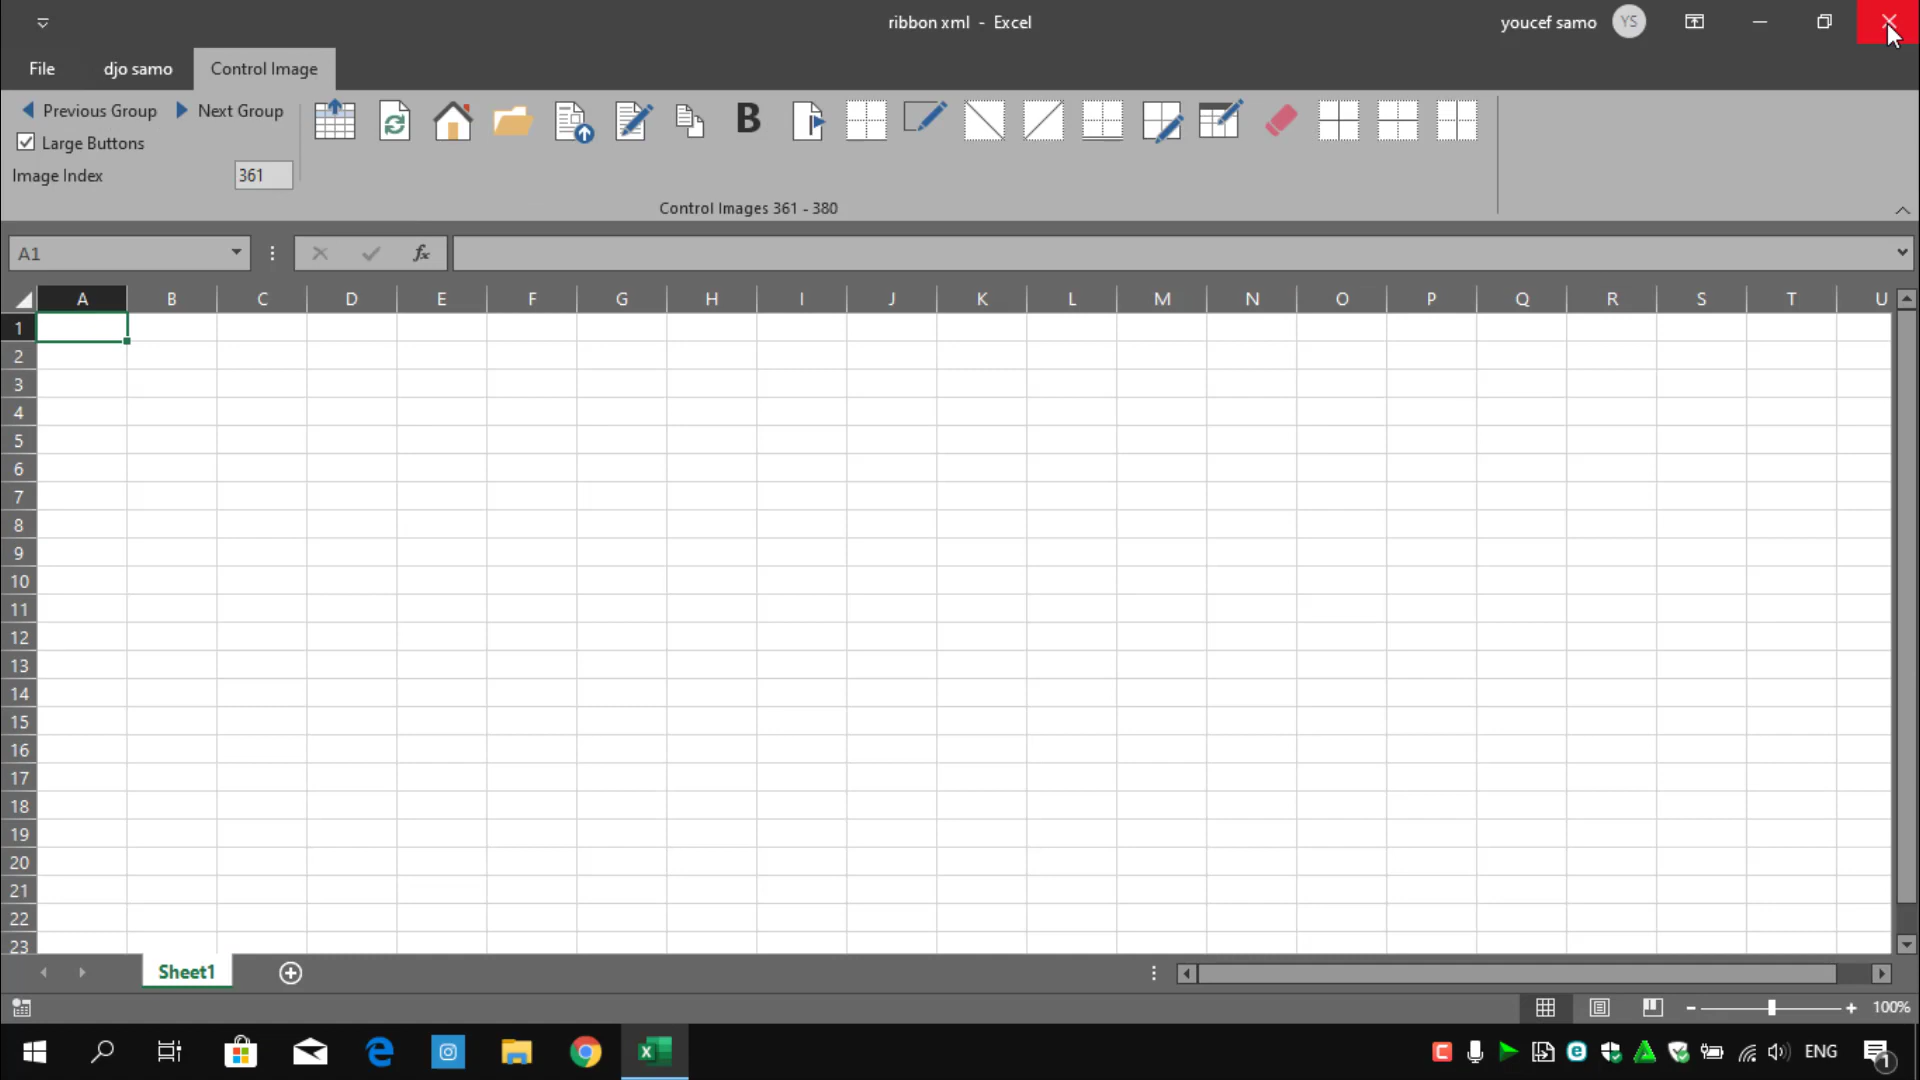 ribbon xml - Excel
youcef samo YS
File djo samo Control Image
Previous Group Next Group
Large Buttons
Image Index 361
B
Control Images 361 - 380
A1 fx
A B C D E F G H I J K L M N O P Q R S T U
1
2
3
4
5
6
7
8
9
10
11
12
13
14
15
16
17
18
19
20
21
22
23
Sheet1
100%
ENG
1